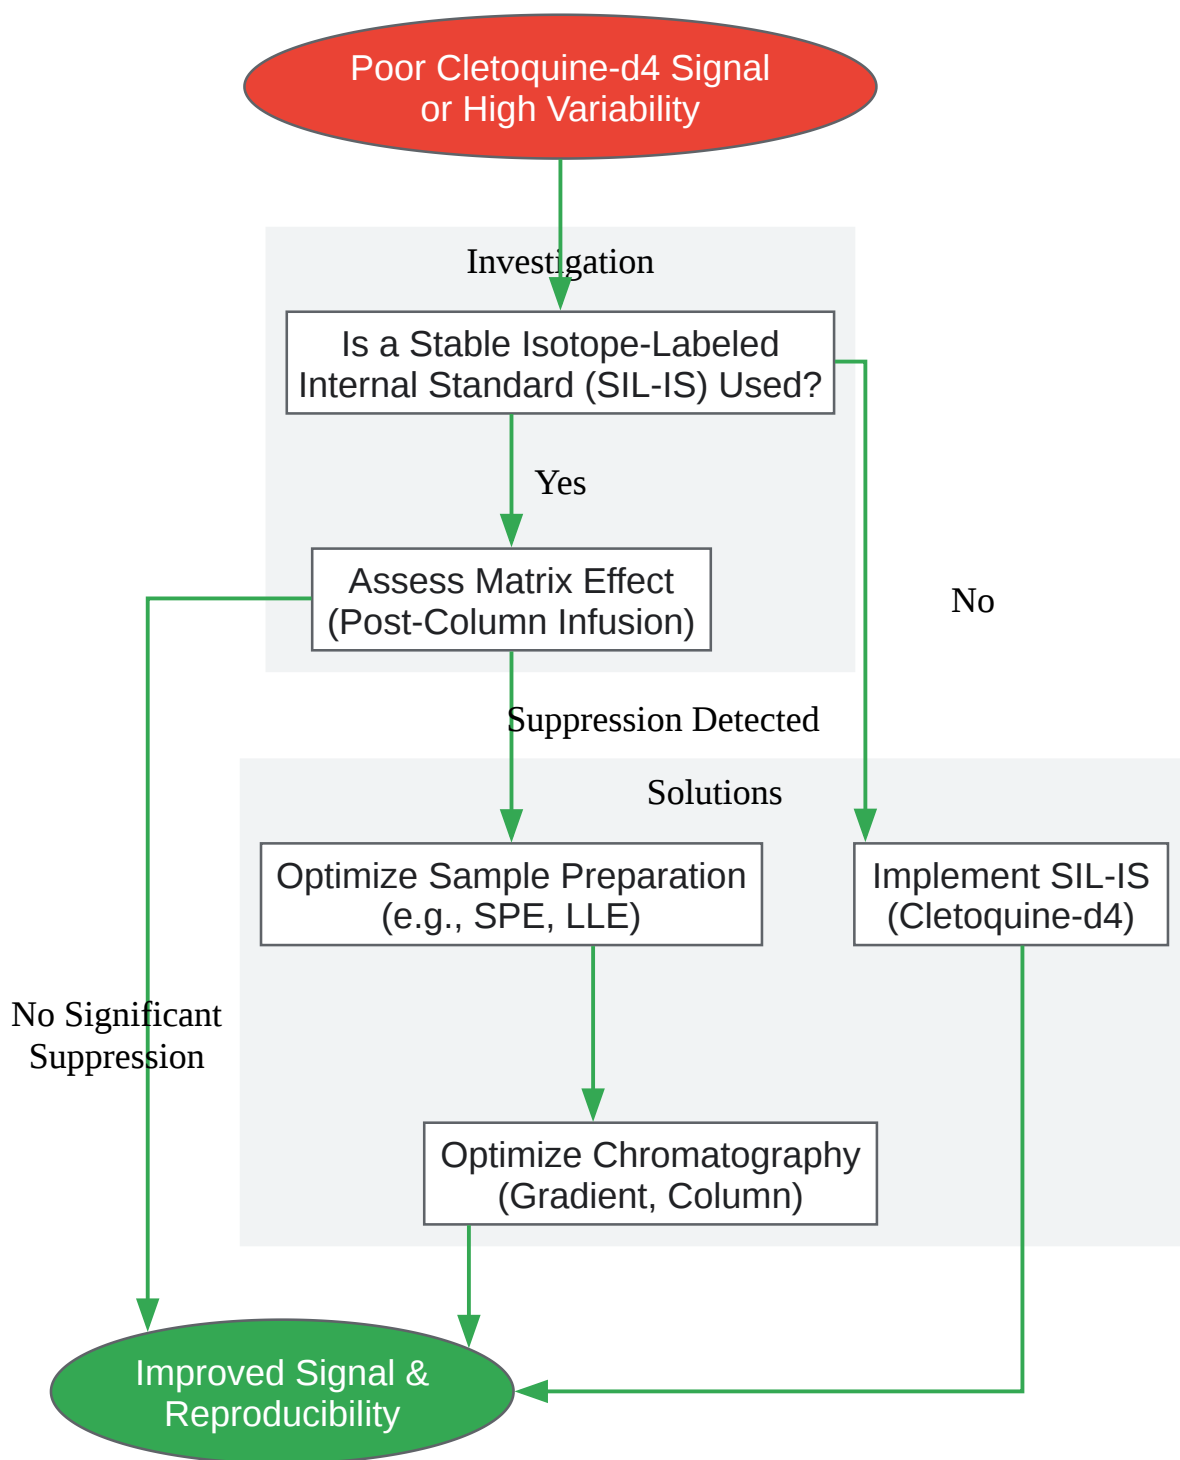 Poor Cletoquine-d4 Signal
or High Variability
Investigation
Is a Stable Isotope-Labeled
Internal Standard (SIL-IS) Used?
Yes
Assess Matrix Effect
(Post-Column Infusion)
No
Suppression Detected
Solutions
Optimize Sample Preparation
(e.g., SPE, LLE)
Implement SIL-IS
(Cletoquine-d4)
No Significant
Suppression
Optimize Chromatography
(Gradient, Column)
Improved Signal &
Reproducibility